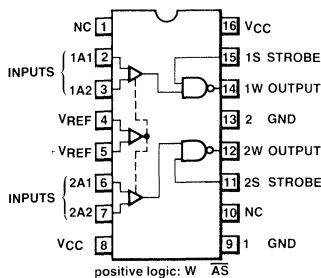 NC 1
16 VCC
INPUTS
1A1 2
15 1S STROBE
1A2 3
14 1W OUTPUT
VREF 4
13 2 GND
VREF 5
12 2W OUTPUT
INPUTS
2A1 6
11 2S STROBE
2A2 7
10 NC
VCC 8
9 1 GND
positive logic: W A̅S̅